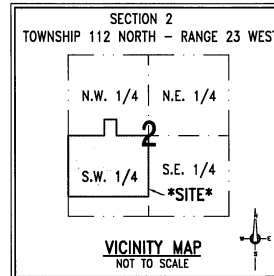 SECTION 2
TOWNSHIP 112 NORTH - RANGE 23 WEST
N.W. 1/4 N.E. 1/4
2
S.W. 1/4 S.E. 1/4
*SITE*
VICINITY MAP
NOT TO SCALE
N
W E
S